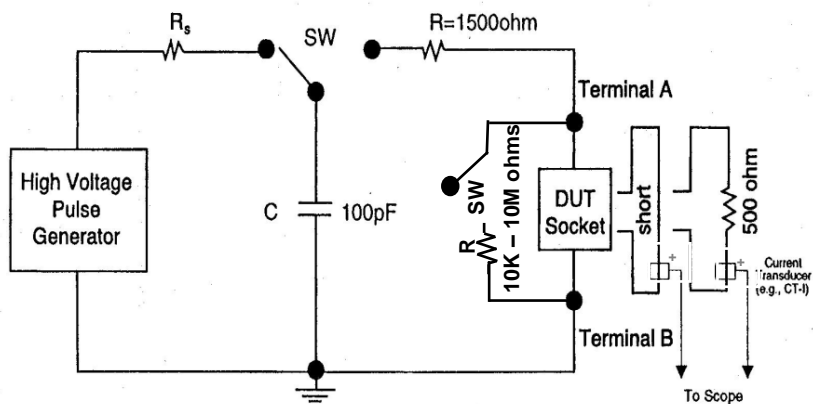 Rs
SW
R=1500ohm
Terminal A
High Voltage
Pulse
Generator
C
100pF
R
SW
10K – 10M ohms
DUT
Socket
short
500 ohm
+
+
Current
Transducer
(e.g., CT-I)
Terminal B
To Scope